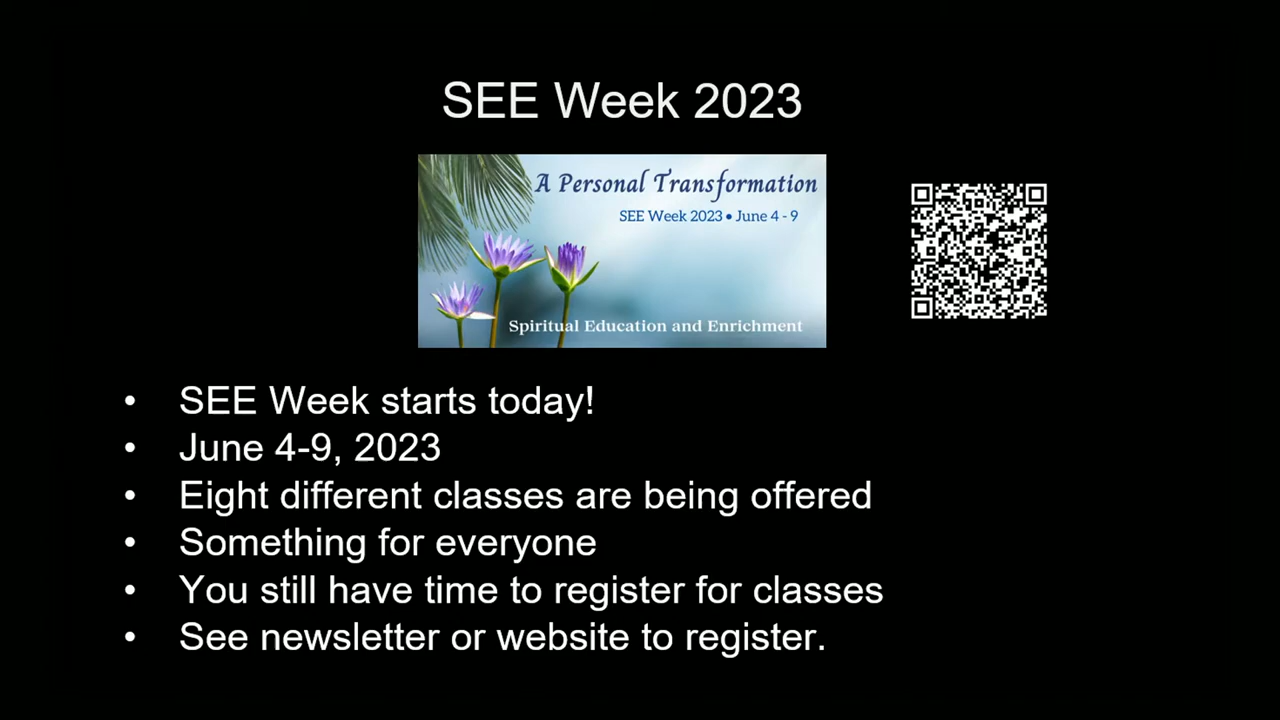 SEE Week 2023
A Personal Transformation
SEE Week 2023 • June 4 - 9
Spiritual Education and Enrichment
• SEE Week starts today!
• June 4-9, 2023
• Eight different classes are being offered
• Something for everyone
• You still have time to register for classes
• See newsletter or website to register.